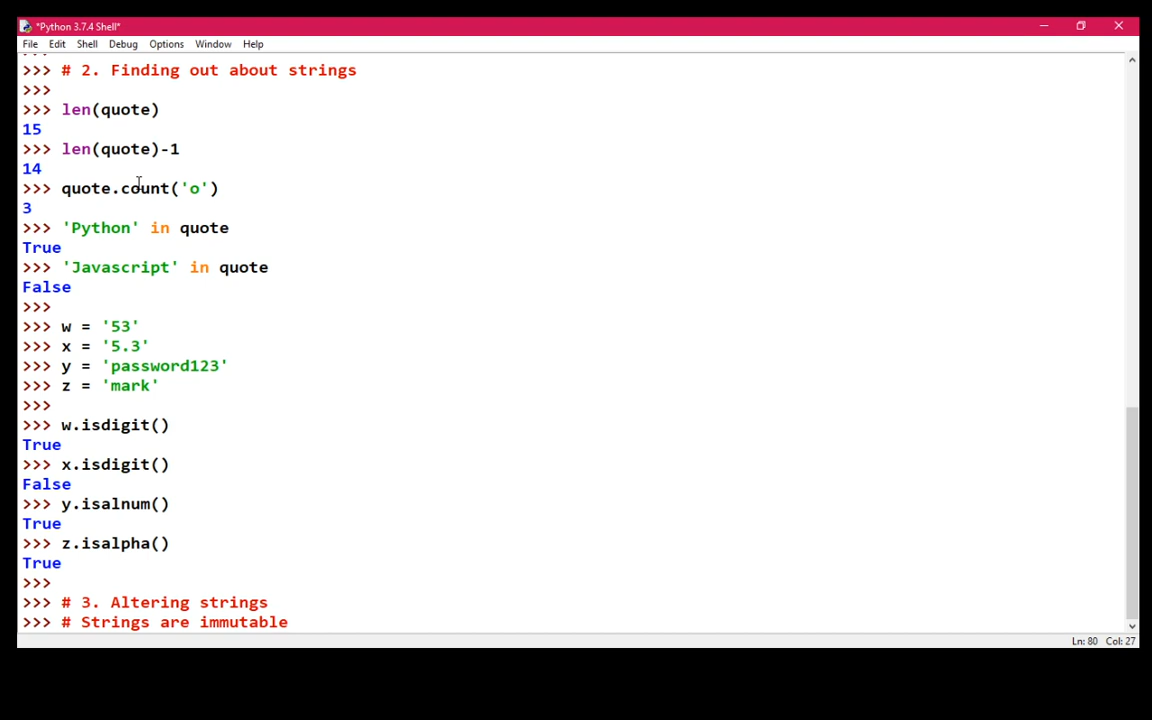 *Python 3.7.4 Shell*
File Edit Shell Debug Options Window Help
>>> # 2. Finding out about strings
>>>
>>> len(quote)
15
>>> len(quote)-1
14
>>> quote.count('o')
3
>>> 'Python' in quote
True
>>> 'Javascript' in quote
False
>>>
>>> w = '53'
>>> x = '5.3'
>>> y = 'password123'
>>> z = 'mark'
>>>
>>> w.isdigit()
True
>>> x.isdigit()
False
>>> y.isalnum()
True
>>> z.isalpha()
True
>>>
>>> # 3. Altering strings
>>> # Strings are immutable
Ln: 80 Col: 27